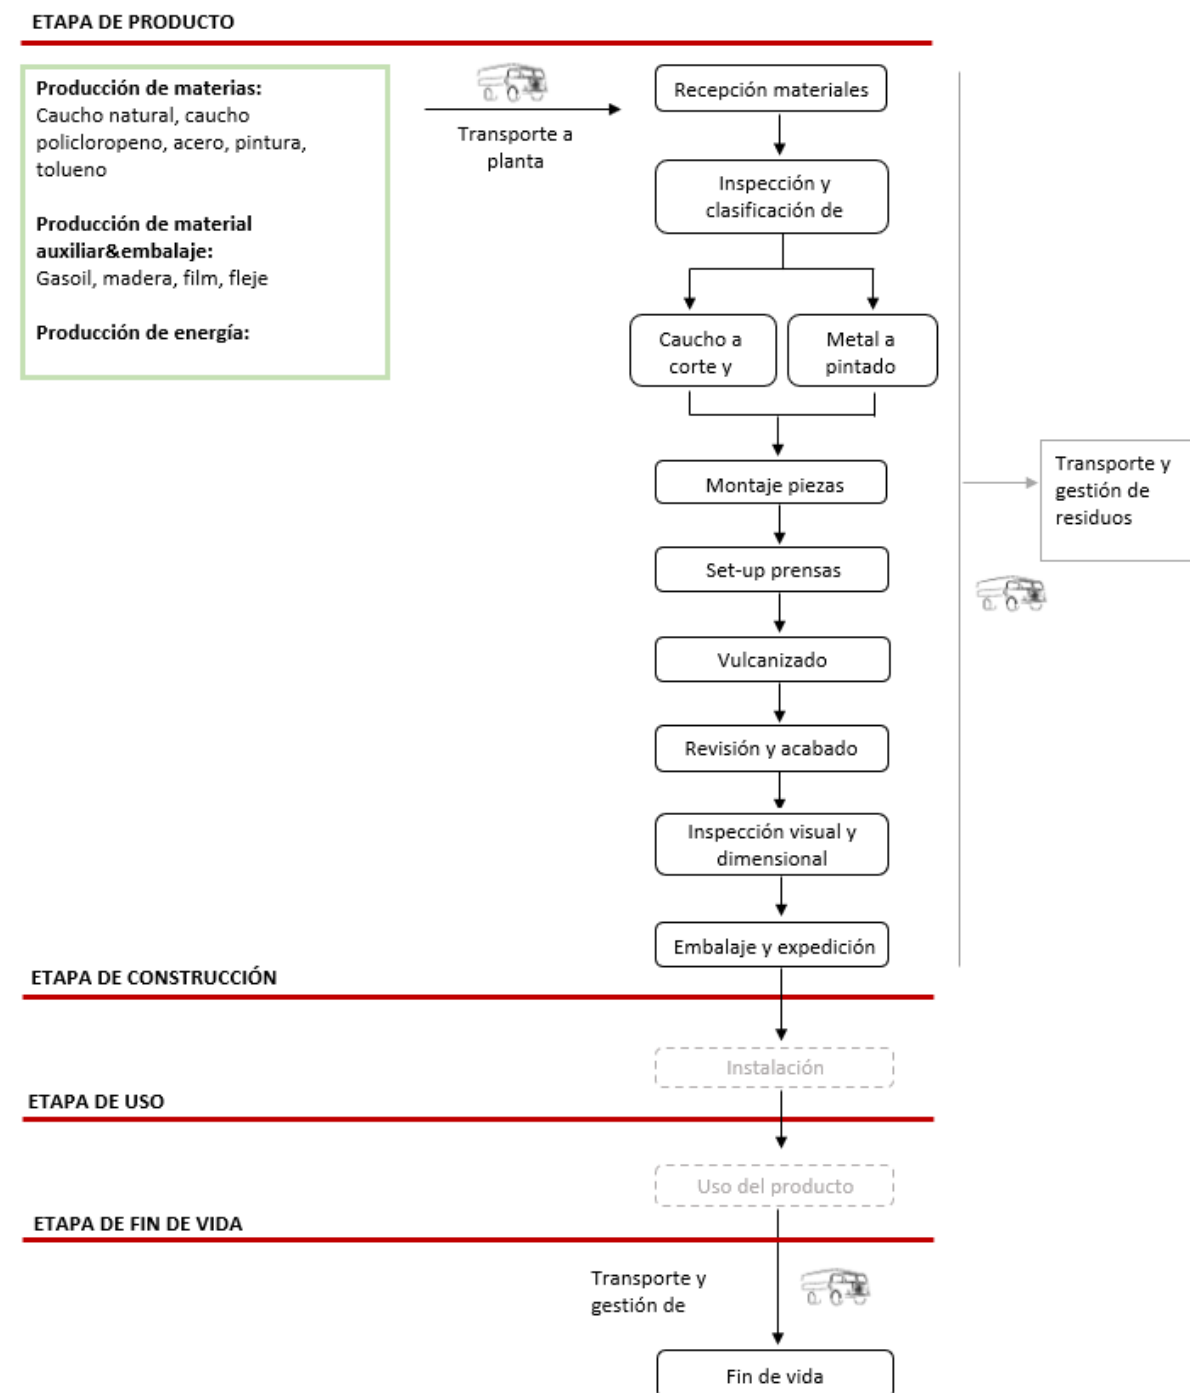 ETAPA DE PRODUCTO
Producción de materias:
Caucho natural, caucho
policloropeno, acero, pintura,
tolueno
Producción de material
auxiliar&embalaje:
Gasoil, madera, film, fleje
Producción de energía:
Transporte a
planta
Recepción materiales
Inspección y
clasificación de
Caucho a
corte y
Metal a
pintado
Montaje piezas
Set-up prensas
Vulcanizado
Revisión y acabado
Inspección visual y
dimensional
Embalaje y expedición
Transporte y
gestión de
residuos
ETAPA DE CONSTRUCCIÓN
Instalación
ETAPA DE USO
Uso del producto
ETAPA DE FIN DE VIDA
Transporte y
gestión de
Fin de vida